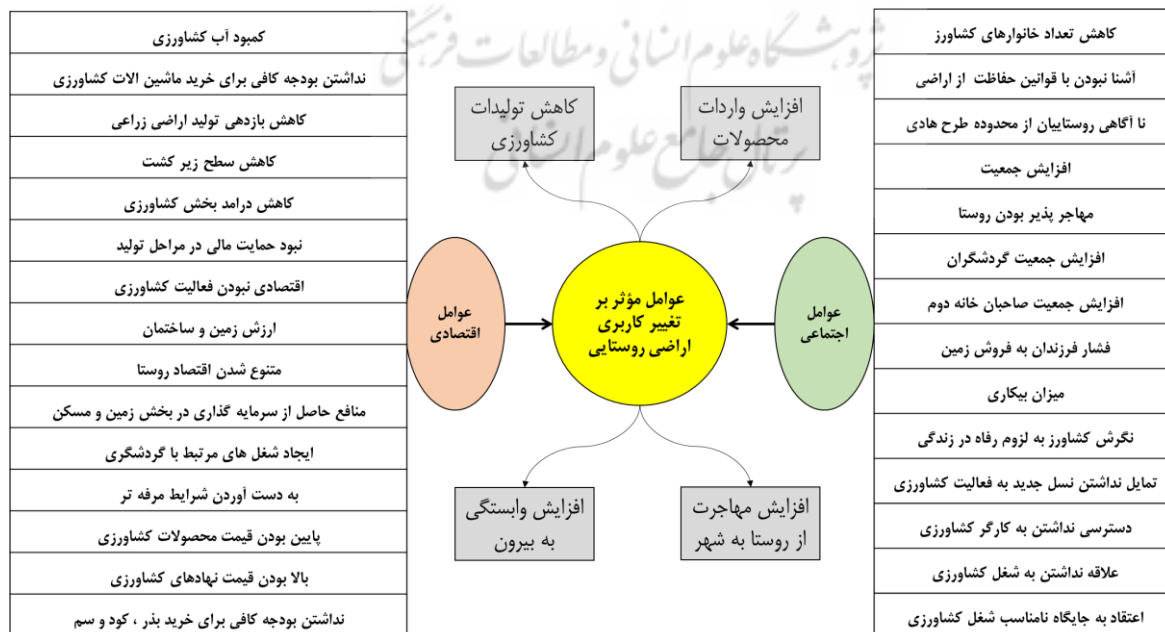 پژوهشگاه علوم انسانی و مطالعات فرهنگی
پرتال جامع علوم انسانی
کاهش تعداد خانوارهای کشاورز
آشنا نبودن با قوانین حفاظت از اراضی
نا آگاهی روستاییان از محدوده طرح هادی
افزایش جمعیت
مهاجر پذیر بودن روستا
افزایش جمعیت گردشگران
افزایش جمعیت صاحبان خانه دوم
فشار فرزندان به فروش زمین
میزان بیکاری
نگرش کشاورز به لزوم رفاه در زندگی
تمایل نداشتن نسل جدید به فعالیت کشاورزی
دسترسی نداشتن به کارگر کشاورزی
علاقه نداشتن به شغل کشاورزی
اعتقاد به جایگاه نامناسب شغل کشاورزی
عوامل
اجتماعی
افزایش واردات
محصولات
کاهش تولیدات
کشاورزی
عوامل مؤثر بر
تغییر کاربری
اراضی روستایی
افزایش مهاجرت
از روستا به شهر
افزایش وابستگی
به بیرون
عوامل
اقتصادی
کمبود آب کشاورزی
نداشتن بودجه کافی برای خرید ماشین الات کشاورزی
کاهش بازدهی تولید اراضی زراعی
کاهش سطح زیر کشت
کاهش درامد بخش کشاورزی
نبود حمایت مالی در مراحل تولید
اقتصادی نبودن فعالیت کشاورزی
ارزش زمین و ساختمان
متنوع شدن اقتصاد روستا
منافع حاصل از سرمایه گذاری در بخش زمین و مسکن
ایجاد شغل های مرتبط با گردشگری
به دست آوردن شرایط مرفه تر
پایین بودن قیمت محصولات کشاورزی
بالا بودن قیمت نهادهای کشاورزی
نداشتن بودجه کافی برای خرید بذر ، کود و سم